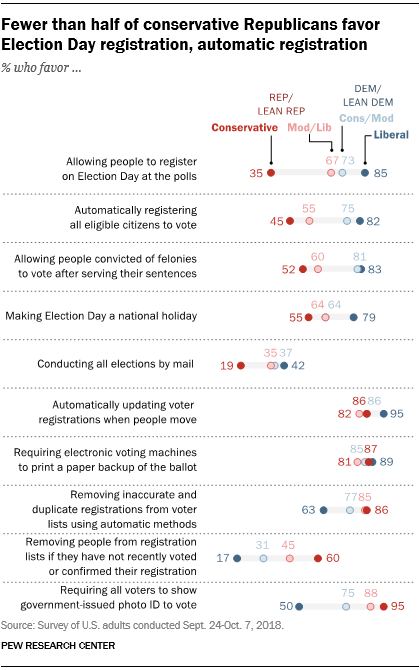 Fewer than half of conservative Republicans favor
Election Day registration, automatic registration
% who favor ...
REP/
LEAN REP
DEM/
LEAN DEM
Conservative
Mod/Lib
Cons/Mod
Liberal
Allowing people to register
on Election Day at the polls
35
67
73
85
Automatically registering
all eligible citizens to vote
45
55
75
82
Allowing people convicted of felonies
to vote after serving their sentences
52
60
81
83
Making Election Day a national holiday
55
64
64
79
Conducting all elections by mail
19
35
37
42
Automatically updating voter
registrations when people move
82
86
86
95
Requiring electronic voting machines
to print a paper backup of the ballot
81
85
87
89
Removing inaccurate and
duplicate registrations from voter
lists using automatic methods
63
77
85
86
Removing people from registration
lists if they have not recently voted
or confirmed their registration
17
31
45
60
Requiring all voters to show
government-issued photo ID to vote
50
75
88
95
Source: Survey of U.S. adults conducted Sept. 24-Oct. 7, 2018.
PEW RESEARCH CENTER